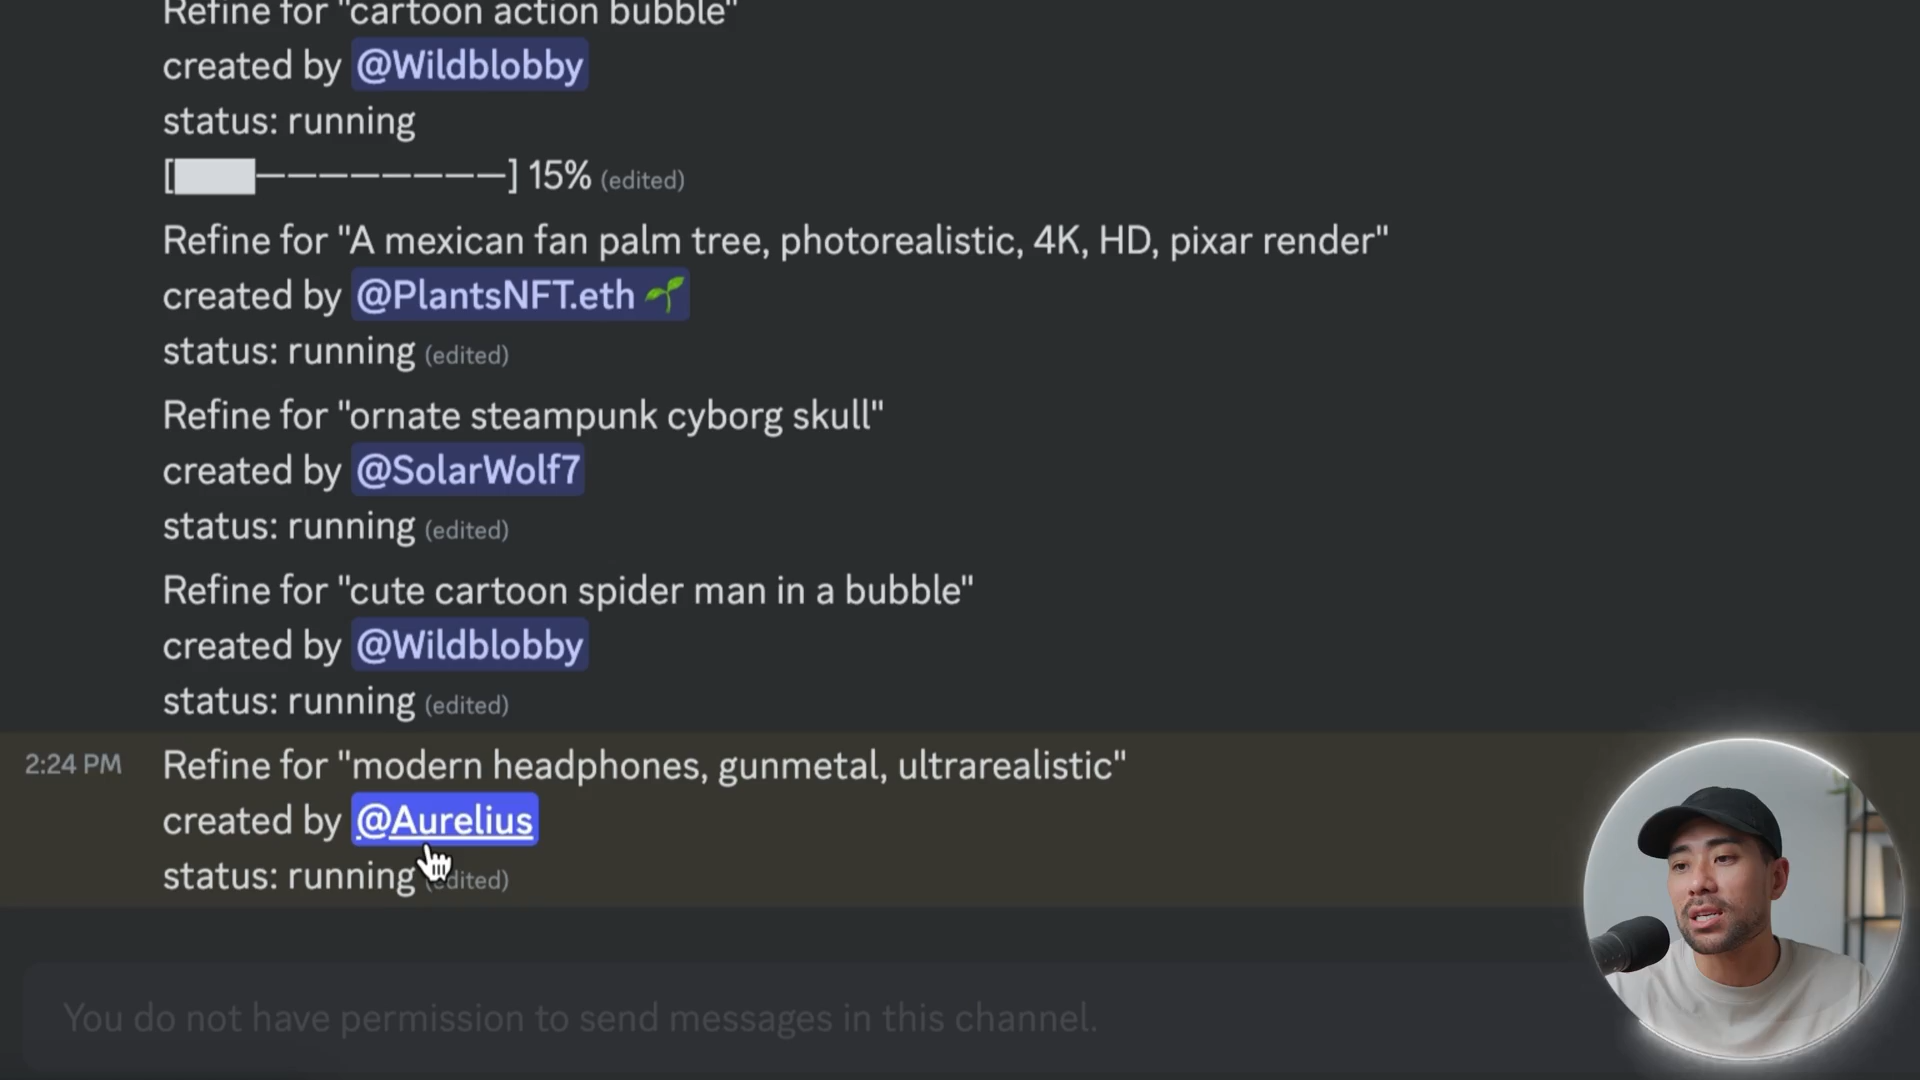 Refine for "cartoon action bubble"
created by @Wildblobby
status: running
[███─────────] 15% (edited)
Refine for "A mexican fan palm tree, photorealistic, 4K, HD, pixar render"
created by @PlantsNFT.eth 🌱
status: running (edited)
Refine for "ornate steampunk cyborg skull"
created by @SolarWolf7
status: running (edited)
Refine for "cute cartoon spider man in a bubble"
created by @Wildblobby
status: running (edited)
2:24 PM Refine for "modern headphones, gunmetal, ultrarealistic"
created by @Aurelius
status: running (edited)
You do not have permission to send messages in this channel.